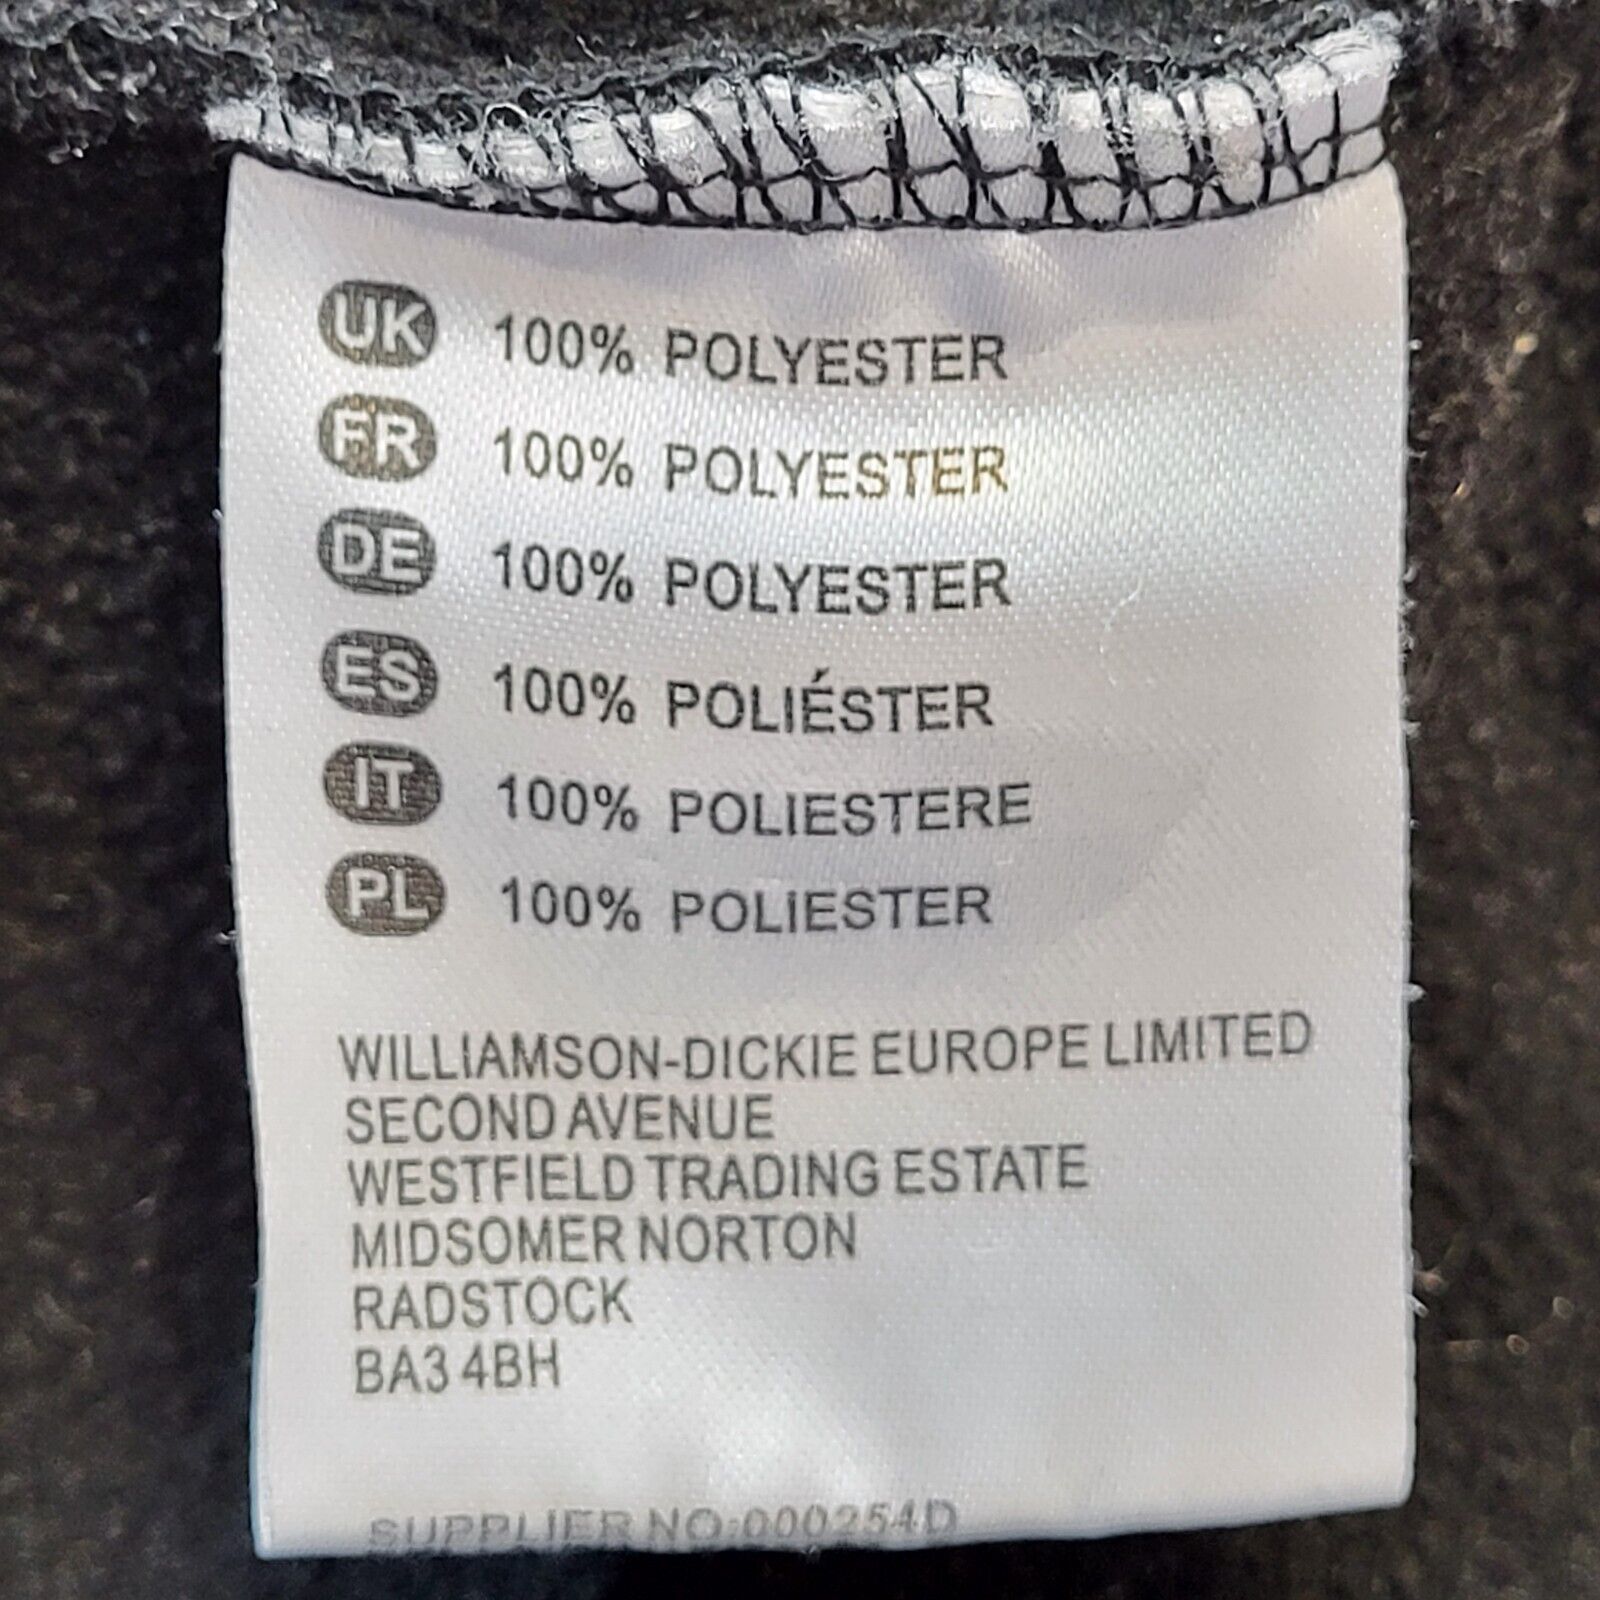 UK 100% POLYESTER
FR 100% POLYESTER
DE 100% POLYESTER
ES 100% POLIÉSTER
IT 100% POLIESTERE
PL 100% POLIESTER
WILLIAMSON-DICKIE EUROPE LIMITED
SECOND AVENUE
WESTFIELD TRADING ESTATE
MIDSOMER NORTON
RADSTOCK
BA3 4BH
SUPPLIER NO:000254D